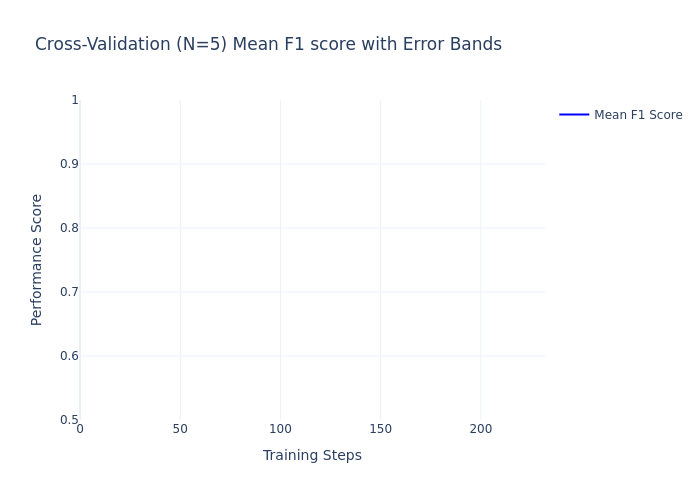 Cross-Validation (N=5) Mean F1 score with Error Bands
Mean F1 Score
Performance Score
1
0.9
0.8
0.7
0.6
0.5
0
50
100
150
200
Training Steps